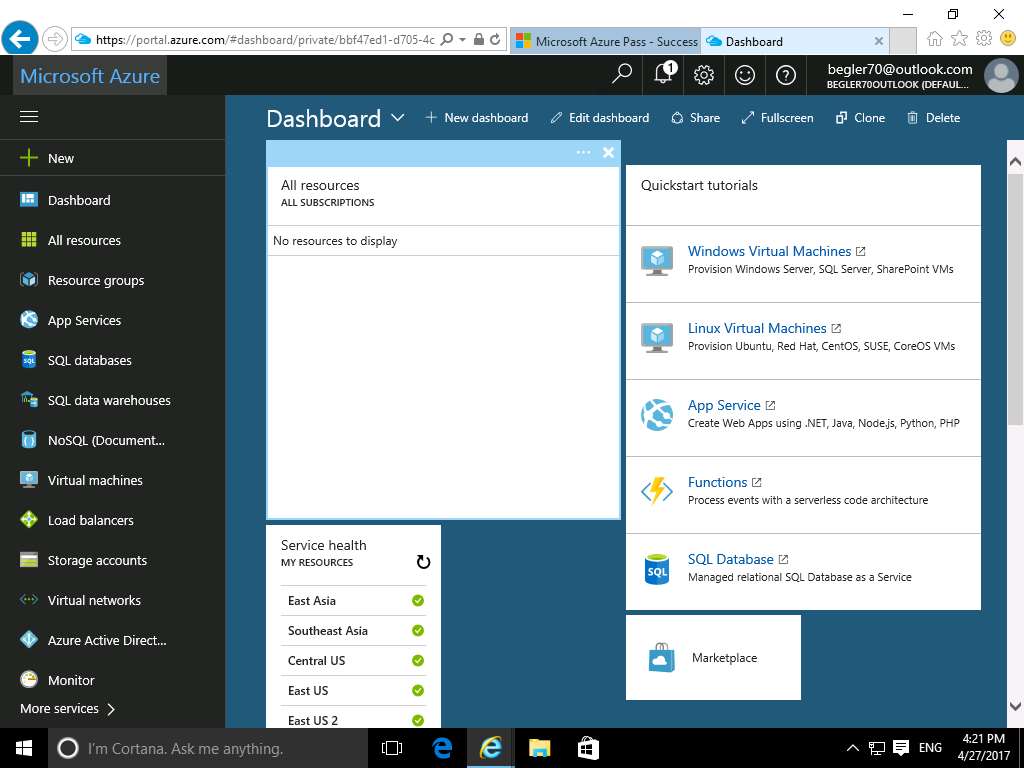 https://portal.azure.com/#dashboard/private/bbf47ed1-d705-4c
Microsoft Azure Pass - Success
Dashboard
Microsoft Azure
1
begler70@outlook.com
BEGLER70OUTLOOK (DEFAUL...
Dashboard
New dashboard
Edit dashboard
Share
Fullscreen
Clone
Delete
New
Dashboard
All resources
Resource groups
App Services
SQL databases
SQL data warehouses
NoSQL (Document...
Virtual machines
Load balancers
Storage accounts
Virtual networks
Azure Active Direct...
Monitor
More services
All resources
ALL SUBSCRIPTIONS
No resources to display
Service health
MY RESOURCES
East Asia
Southeast Asia
Central US
East US
East US 2
Quickstart tutorials
Windows Virtual Machines
Provision Windows Server, SQL Server, SharePoint VMs
Linux Virtual Machines
Provision Ubuntu, Red Hat, CentOS, SUSE, CoreOS VMs
App Service
Create Web Apps using .NET, Java, Node.js, Python, PHP
Functions
Process events with a serverless code architecture
SQL
SQL Database
Managed relational SQL Database as a Service
Marketplace
I'm Cortana. Ask me anything.
ENG
4:21 PM
4/27/2017